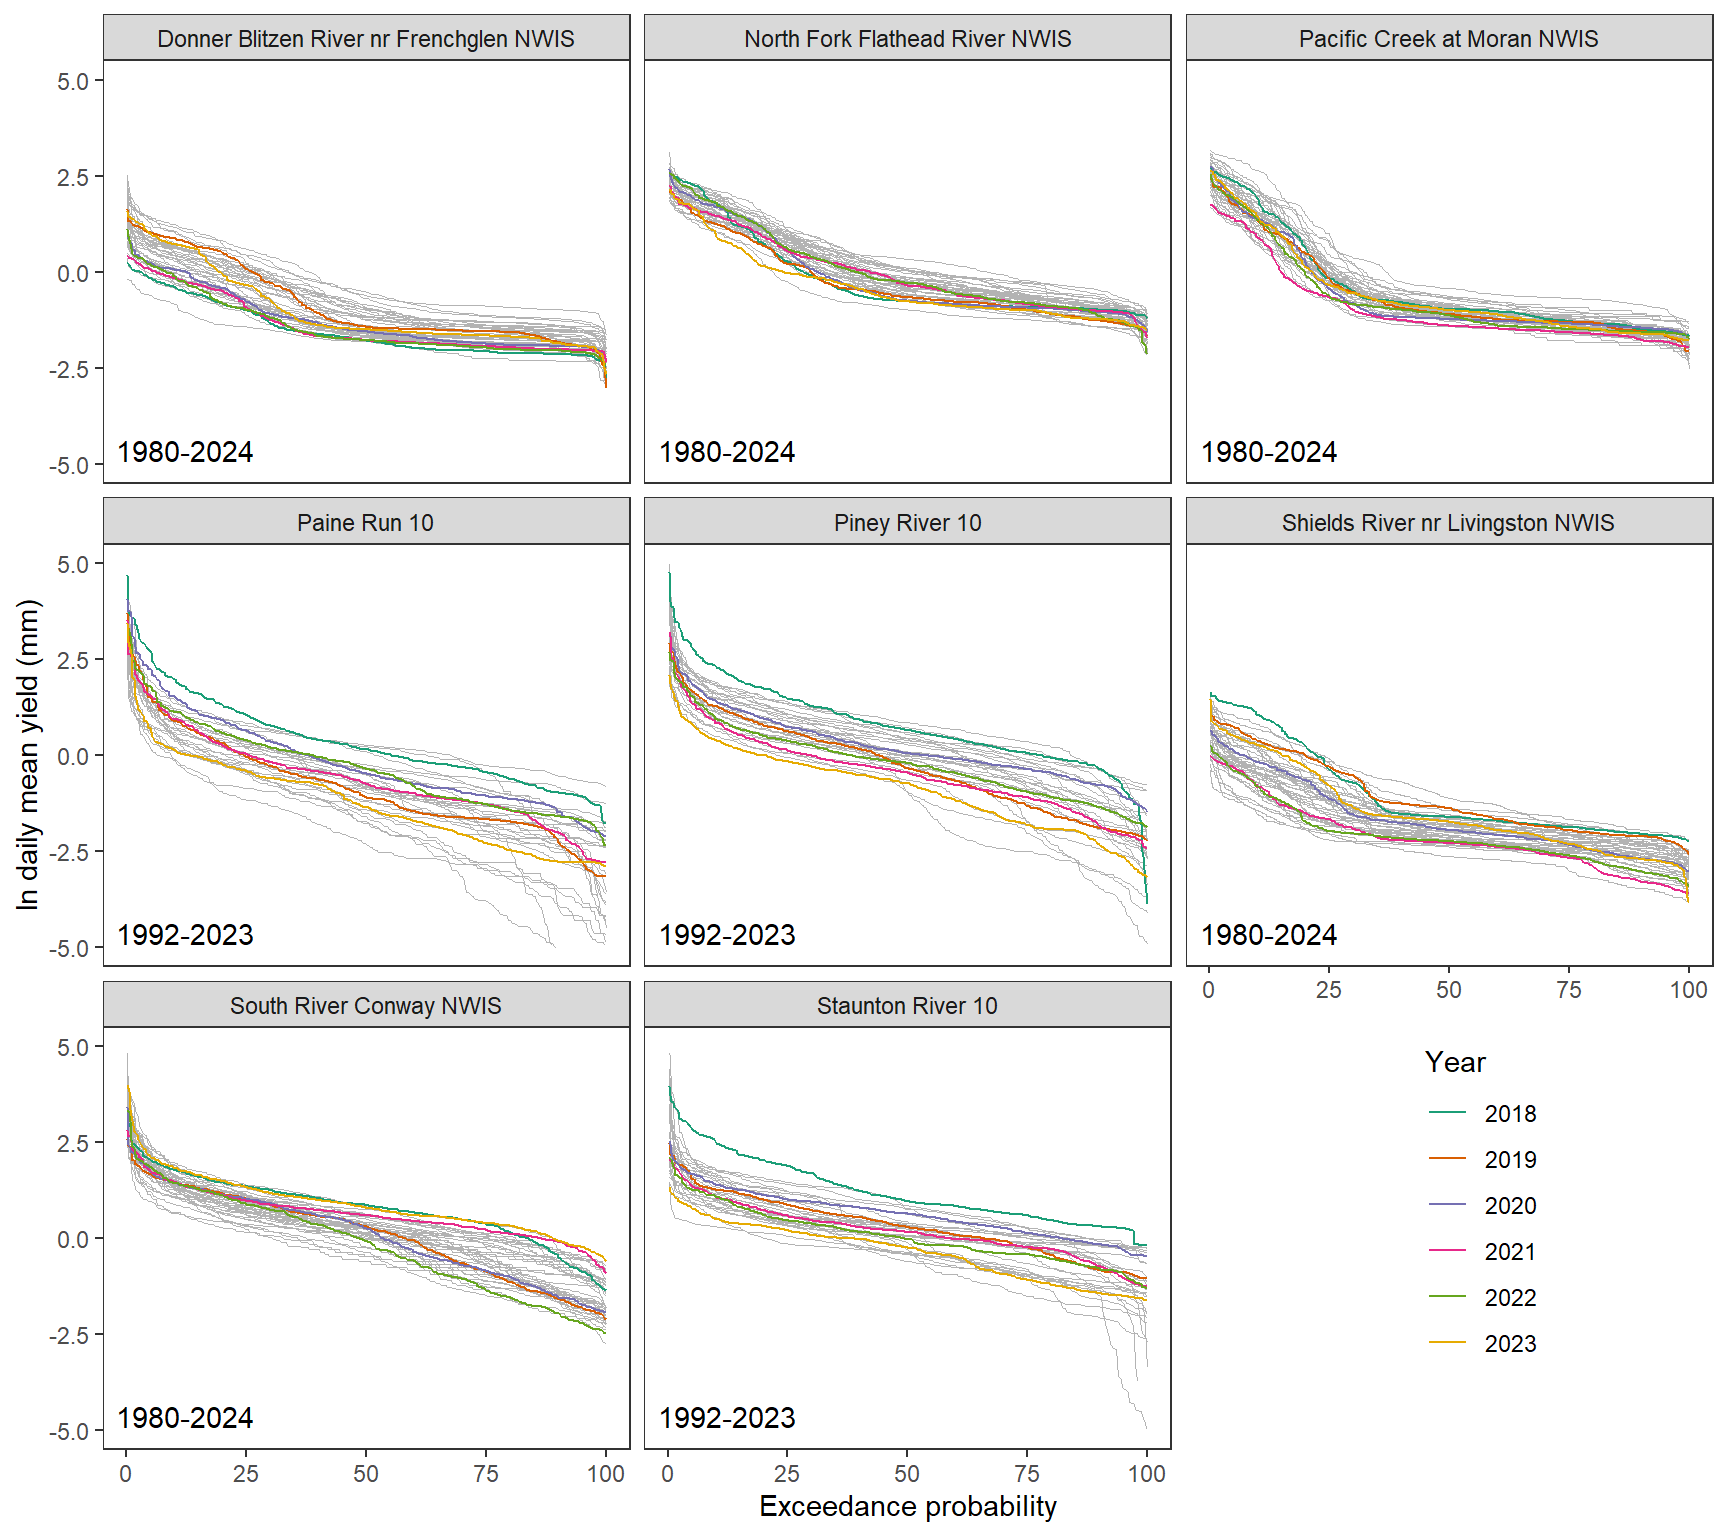 Donner Blitzen River nr Frenchglen NWIS
North Fork Flathead River NWIS
Pacific Creek at Moran NWIS
5.0
2.5
0.0
-2.5
-5.0
1980-2024
1980-2024
1980-2024
Paine Run 10
Piney River 10
Shields River nr Livingston NWIS
5.0
2.5
0.0
-2.5
-5.0
1992-2023
1992-2023
1980-2024
0 25 50 75 100
ln daily mean yield (mm)
South River Conway NWIS
Staunton River 10
5.0
2.5
0.0
-2.5
-5.0
1980-2024
1992-2023
0 25 50 75 100
0 25 50 75 100
Exceedance probability
Year
2018
2019
2020
2021
2022
2023